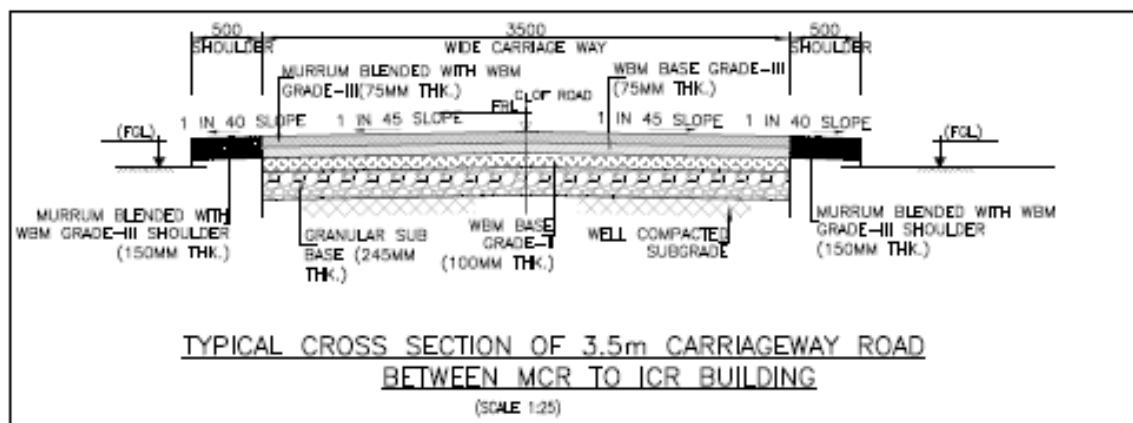 500
3500
500
SHOULDER
WIDE CARRIAGE WAY
SHOULDER
MURRUM BLENDED WITH WBM
GRADE-III(75MM THK.)
WBM BASE GRADE-III
(75MM THK.)
C.L.OF ROAD
FRL
1 IN 40 SLOPE
1 IN 45 SLOPE
1 IN 45 SLOPE
1 IN 40 SLOPE
(FGL)
(FGL)
MURRUM BLENDED WITH
WBM GRADE-III SHOULDER
(150MM THK.)
GRANULAR SUB
BASE (245MM
THK.)
WBM BASE
(100MM THK.)
WELL COMPACTED
SUBGRADE
MURRUM BLENDED WITH WBM
GRADE-III SHOULDER
(150MM THK.)
TYPICAL CROSS SECTION OF 3.5m CARRIAGEWAY ROAD
BETWEEN MCR TO ICR BUILDING
(SCALE 1:25)